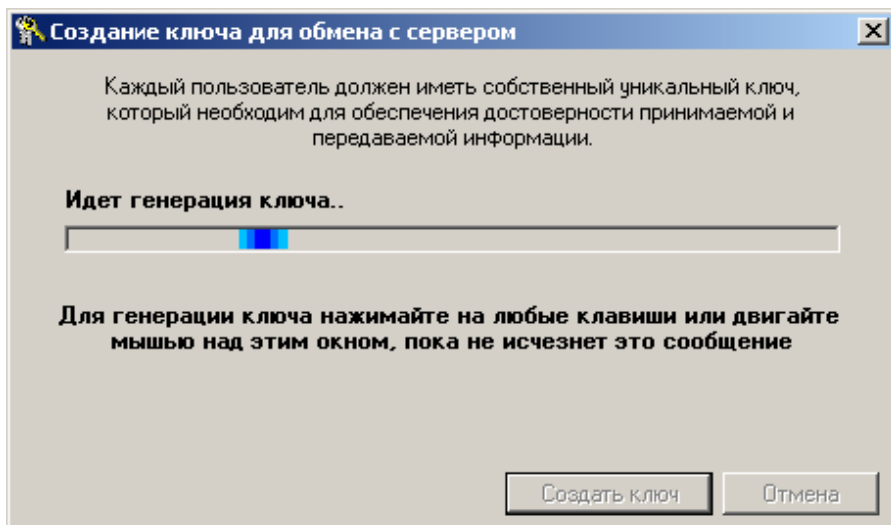 Создание ключа для обмена с сервером
Каждый пользователь должен иметь собственный уникальный ключ,
который необходим для обеспечения достоверности принимаемой и
передаваемой информации.
Идет генерация ключа..
Для генерации ключа нажимайте на любые клавиши или двигайте
мышью над этим окном, пока не исчезнет это сообщение
Создать ключ
Отмена